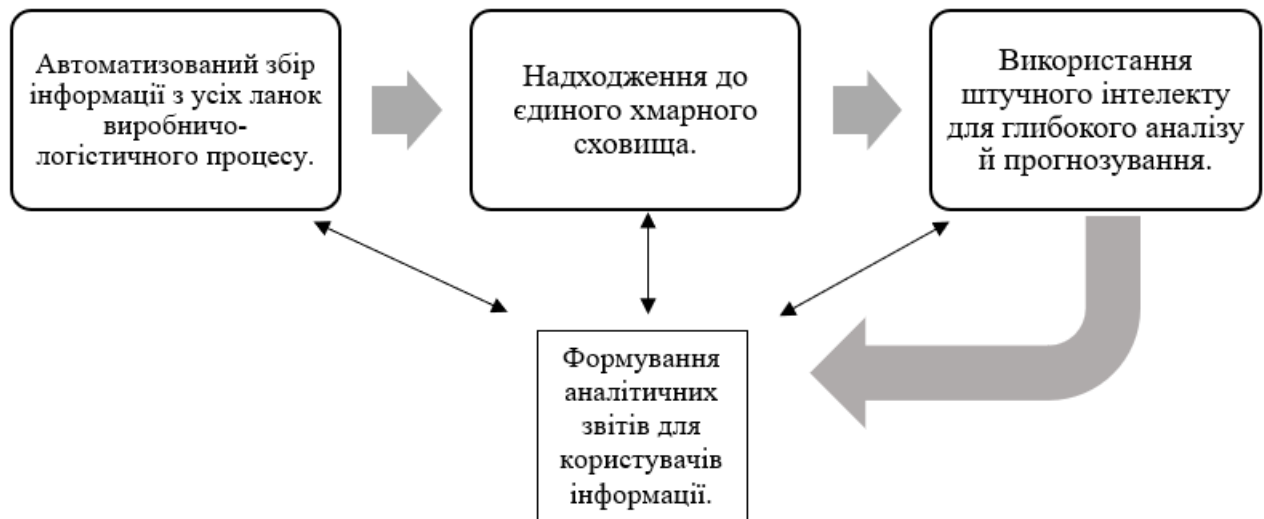 Автоматизований збір
інформації з усіх ланок
виробничо-
логістичного процесу.
Надходження до
єдиного хмарного
сховища.
Використання
штучного інтелекту
для глибокого аналізу
й прогнозування.
Формування
аналітичних
звітів для
користувачів
інформації.